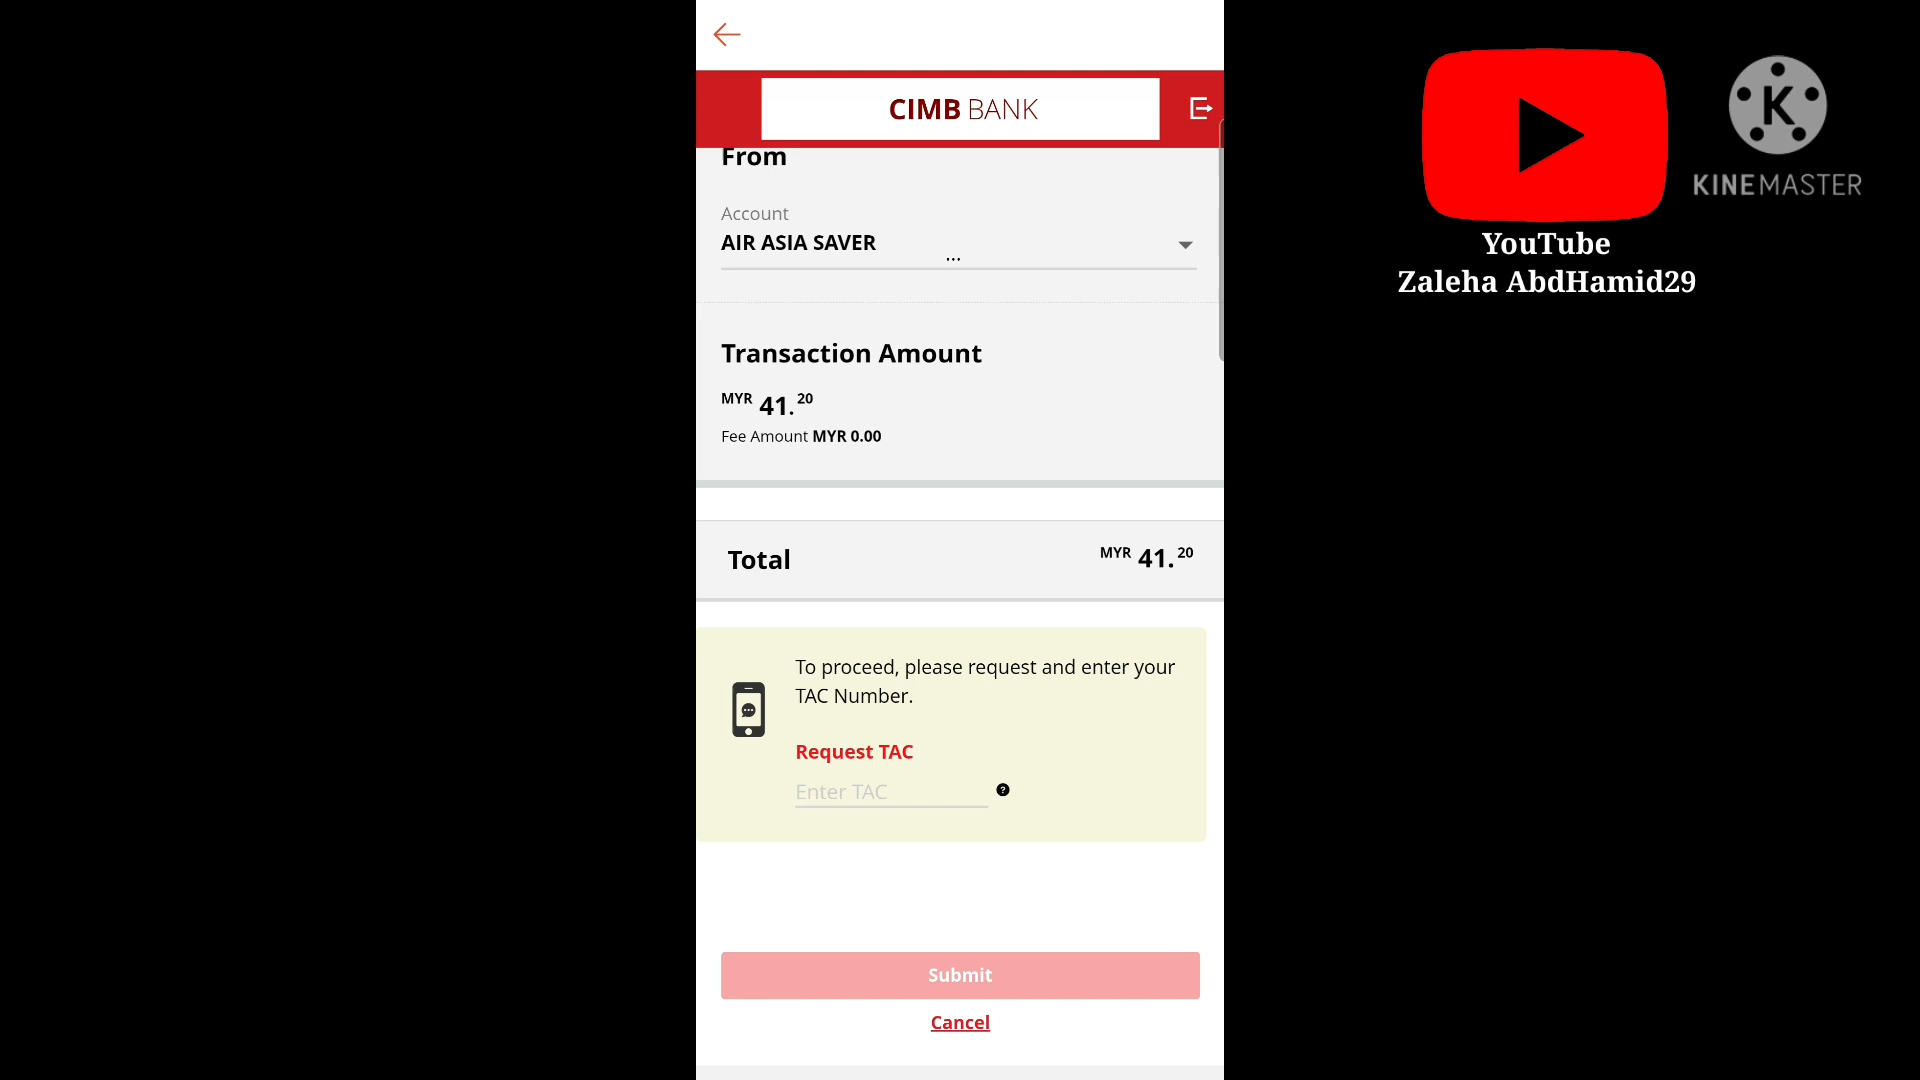 CIMB BANK
From
Account
AIR ASIA SAVER
...
Transaction Amount
MYR 41.20
Fee Amount MYR 0.00
Total
MYR 41.20
To proceed, please request and enter your
TAC Number.
Request TAC
Enter TAC
?
Submit
Cancel
K
KINEMASTER
YouTube
Zaleha AbdHamid29